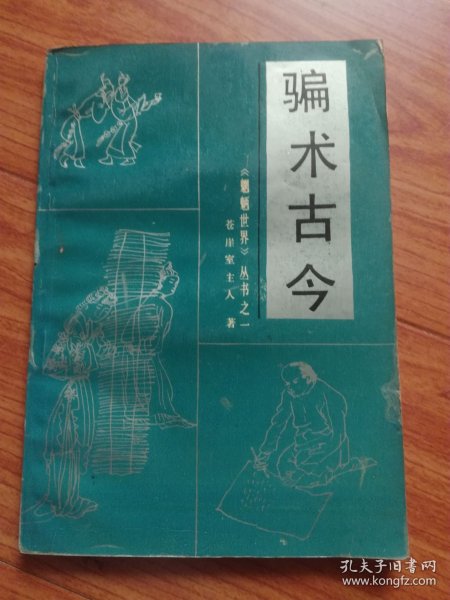 骗术古今
《魍魉世界》丛书之一
苍崖室主人 著
孔夫子旧书网
www.kongfz.com